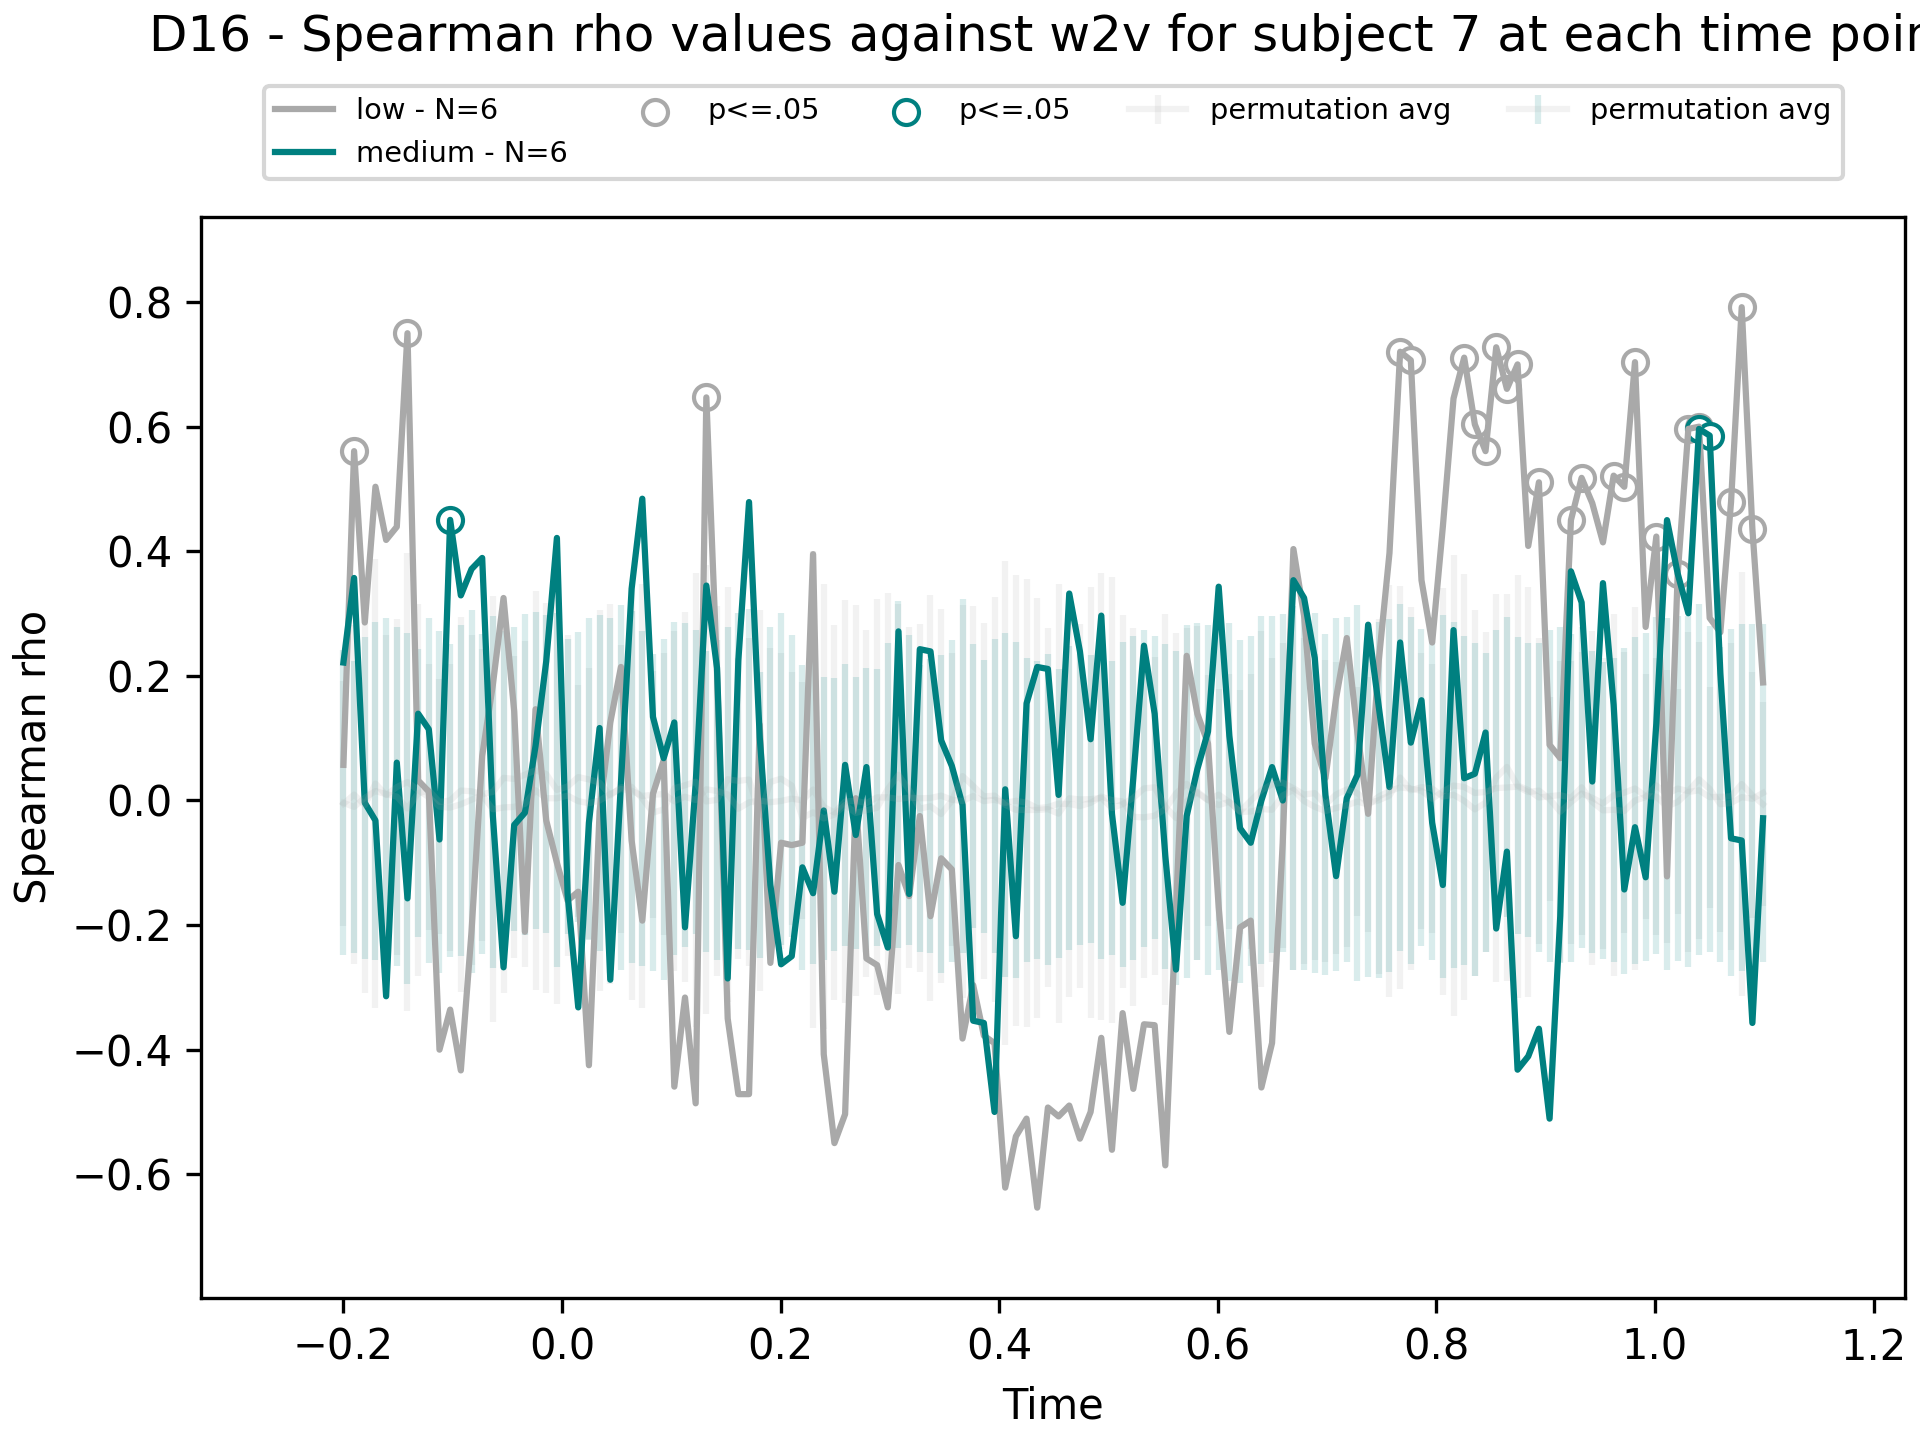 D16 - Spearman rho values against w2v for subject 7 at each time poi
low - N=6
medium - N=6
p<=.05
p<=.05
permutation avg
permutation avg
Spearman rho
0.8
0.6
0.4
0.2
0.0
−0.2
−0.4
−0.6
−0.2 0.0 0.2 0.4 0.6 0.8 1.0 1.2
Time